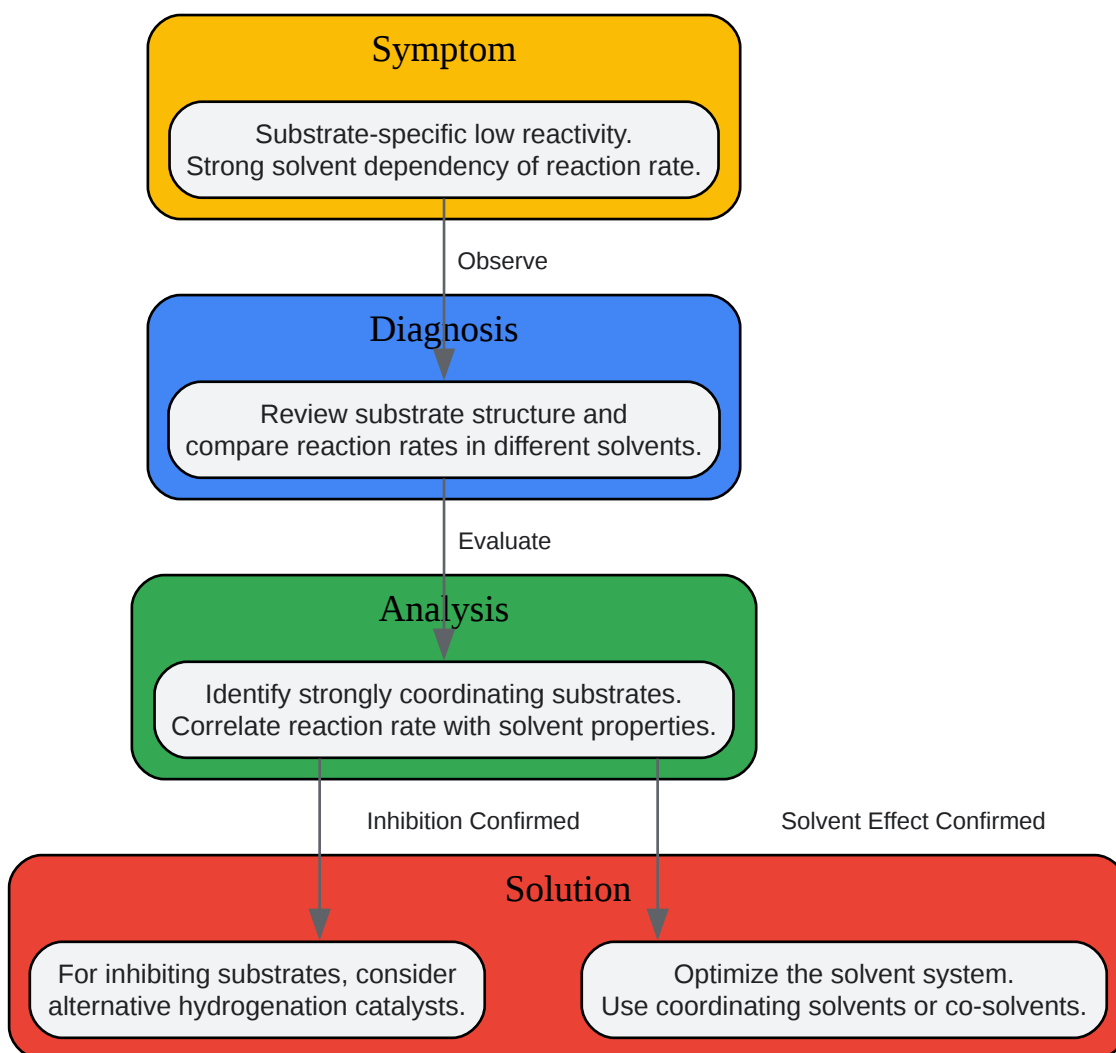 Symptom
Substrate-specific low reactivity.
Strong solvent dependency of reaction rate.
Observe
Diagnosis
Review substrate structure and
compare reaction rates in different solvents.
Evaluate
Analysis
Identify strongly coordinating substrates.
Correlate reaction rate with solvent properties.
Inhibition Confirmed
Solvent Effect Confirmed
Solution
For inhibiting substrates, consider
alternative hydrogenation catalysts.
Optimize the solvent system.
Use coordinating solvents or co-solvents.